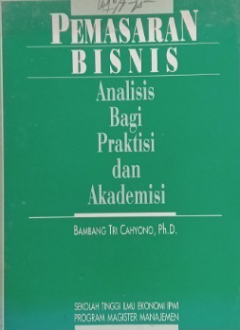 PEMASARAN
BISNIS
Analisis
Bagi
Praktisi
dan
Akademisi
BAMBANG TRI CAHYONO, Ph.D.
SEKOLAH TINGGI ILMU EKONOMI IPWI
PROGRAM MAGISTER MANAJEMEN